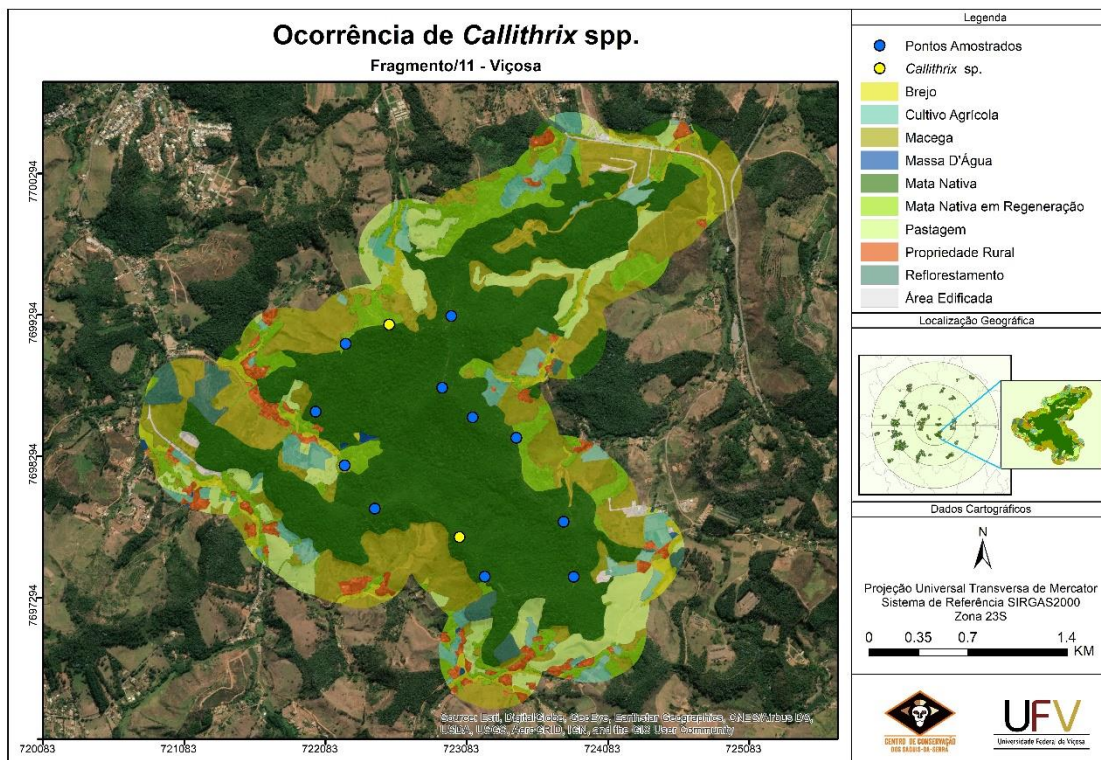 Ocorrência de Callithrix spp.
Fragmento/11 - Viçosa
7700294
7699294
7698294
7697294
720083
721083
722083
723083
724083
725083
Source: Esri, DigitalGlobe, GeoEye, Earthstar Geographics, CNES/Airbus DS,
USDA, USGS, AeroGRID, IGN, and the GIS User Community
Legenda
Pontos Amostrados
Callithrix sp.
Brejo
Cultivo Agrícola
Macega
Massa D'Água
Mata Nativa
Mata Nativa em Regeneração
Pastagem
Propriedade Rural
Reflorestamento
Área Edificada
Localização Geográfica
Dados Cartográficos
N
Projeção Universal Transversa de Mercator
Sistema de Referência SIRGAS2000
Zona 23S
0 0.35 0.7 1.4
KM
CENTRO DE CONSERVAÇÃO
DOS SAGUIS-DA-SERRA
UFV
Universidade Federal de Viçosa